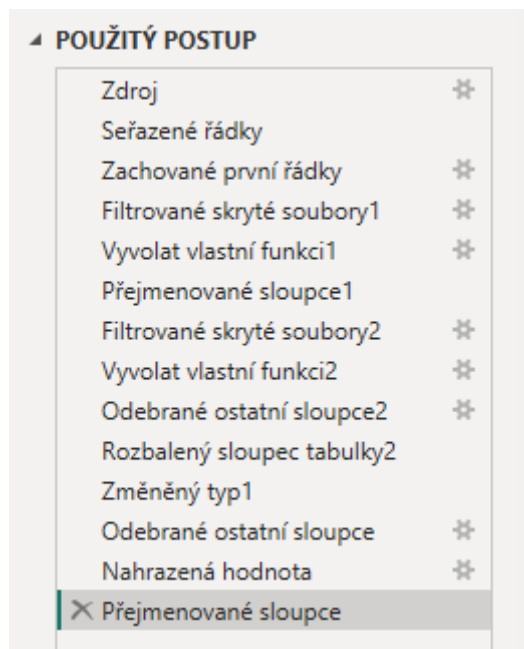 POUŽITÝ POSTUP
Zdroj
Seřazené řádky
Zachované první řádky
Filtrované skryté soubory1
Vyvolat vlastní funkci1
Přejmenované sloupce1
Filtrované skryté soubory2
Vyvolat vlastní funkci2
Odebrané ostatní sloupce2
Rozbalený sloupec tabulky2
Změněný typ1
Odebrané ostatní sloupce
Nahrazená hodnota
Přejmenované sloupce